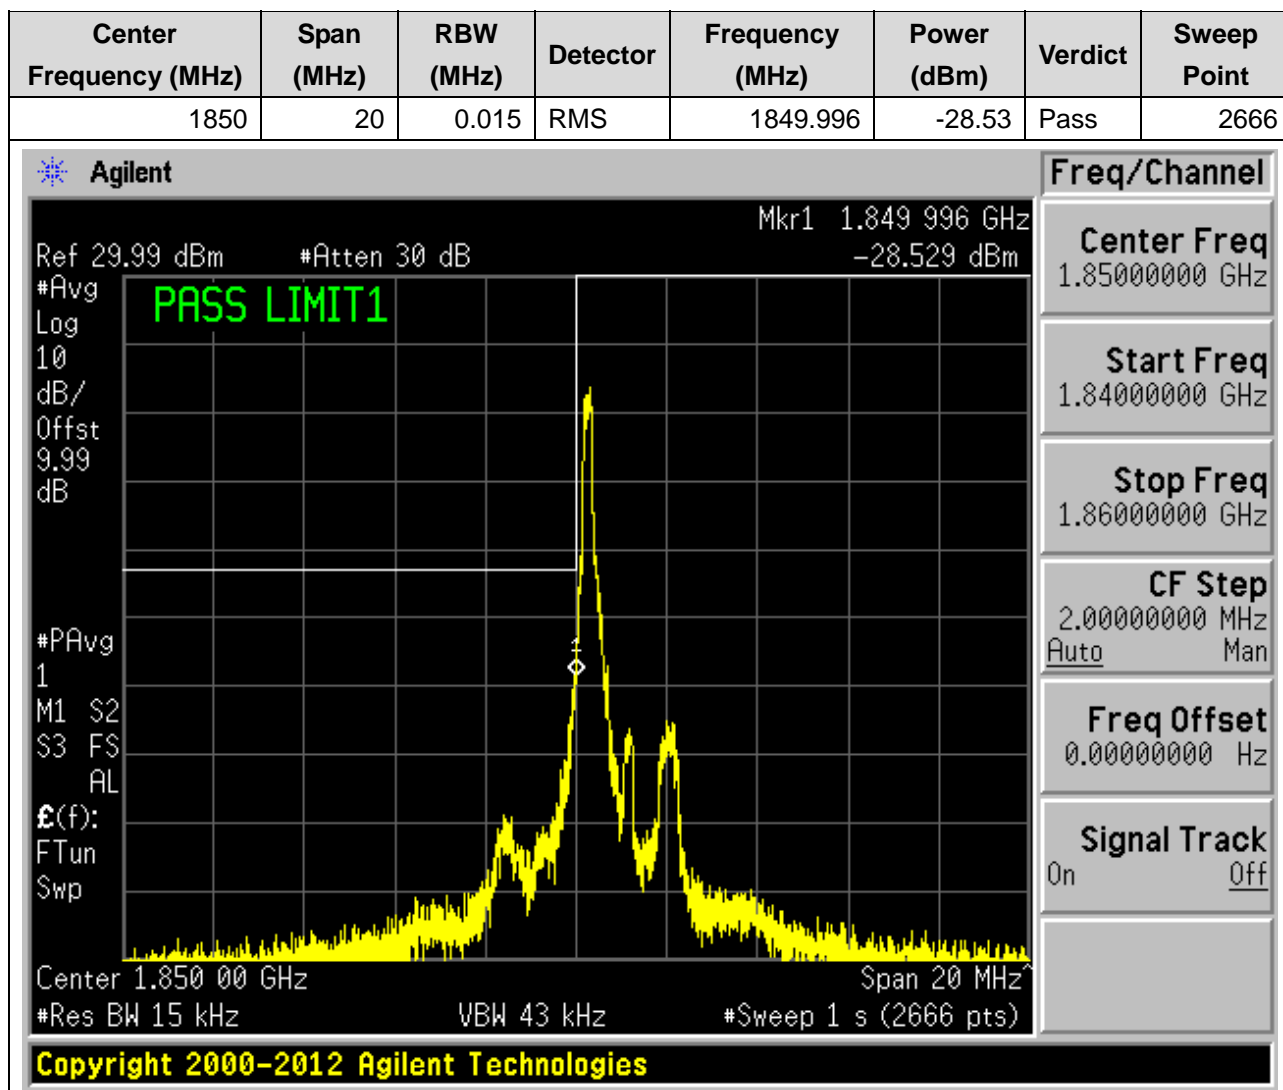 Center Frequency (MHz) Span (MHz) RBW (MHz) Detector Frequency (MHz) Power (dBm) Verdict Sweep Point
1850 20 0.015 RMS 1849.996 -28.53 Pass 2666
Agilent
Freq/Channel
Mkr1 1.849 996 GHz
Ref 29.99 dBm #Atten 30 dB -28.529 dBm
#Avg
Log
10
dB/
Offst
9.99
dB
PASS LIMIT1
1
#PAvg
1
M1 S2
S3 FS
AL
£(f):
FTun
Swp
Center 1.850 00 GHz Span 20 MHz^
#Res BW 15 kHz VBW 43 kHz #Sweep 1 s (2666 pts)
Center Freq
1.85000000 GHz
Start Freq
1.84000000 GHz
Stop Freq
1.86000000 GHz
CF Step
2.00000000 MHz
Auto Man
Freq Offset
0.00000000 Hz
Signal Track
On Off
Copyright 2000-2012 Agilent Technologies